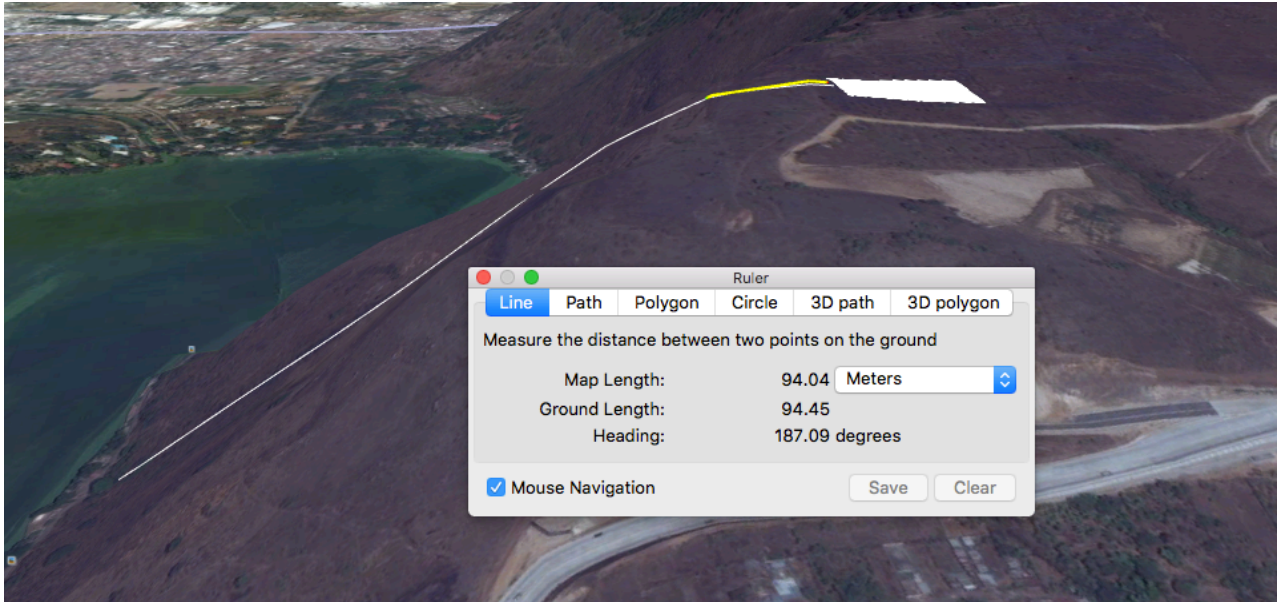 Ruler
Line Path Polygon Circle 3D path 3D polygon
Measure the distance between two points on the ground
Map Length: 94.04 Meters
Ground Length: 94.45
Heading: 187.09 degrees
Mouse Navigation Save Clear